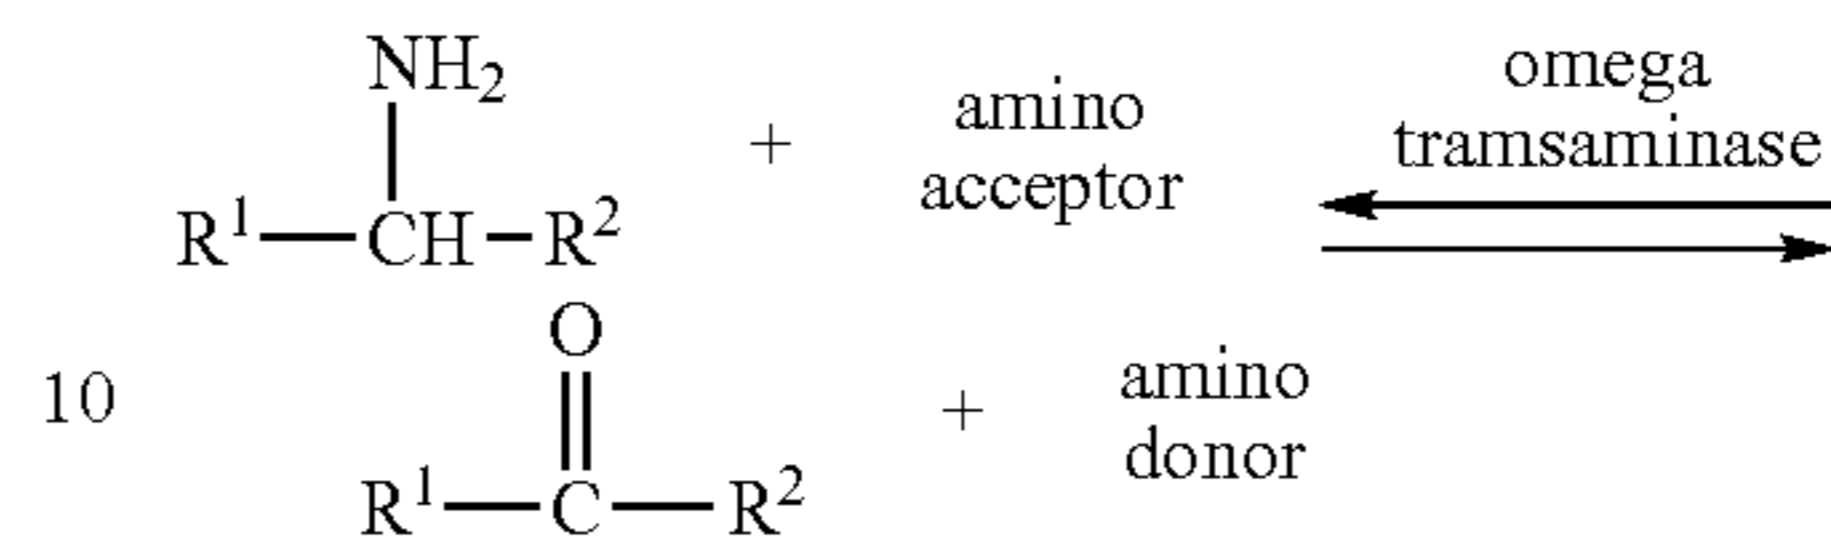 NH2
+ amino acceptor
omega tramsaminase
R1—CH—R2
O
10
+ amino donor
R1—C—R2